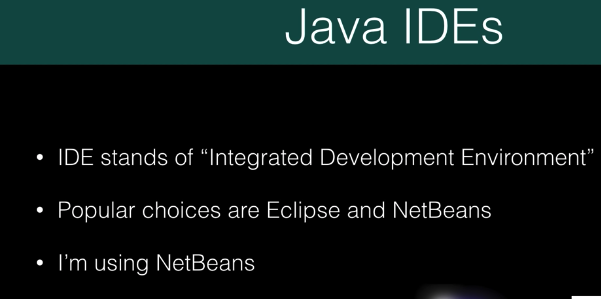 Java IDEs
• IDE stands of “Integrated Development Environment”
• Popular choices are Eclipse and NetBeans
• I’m using NetBeans